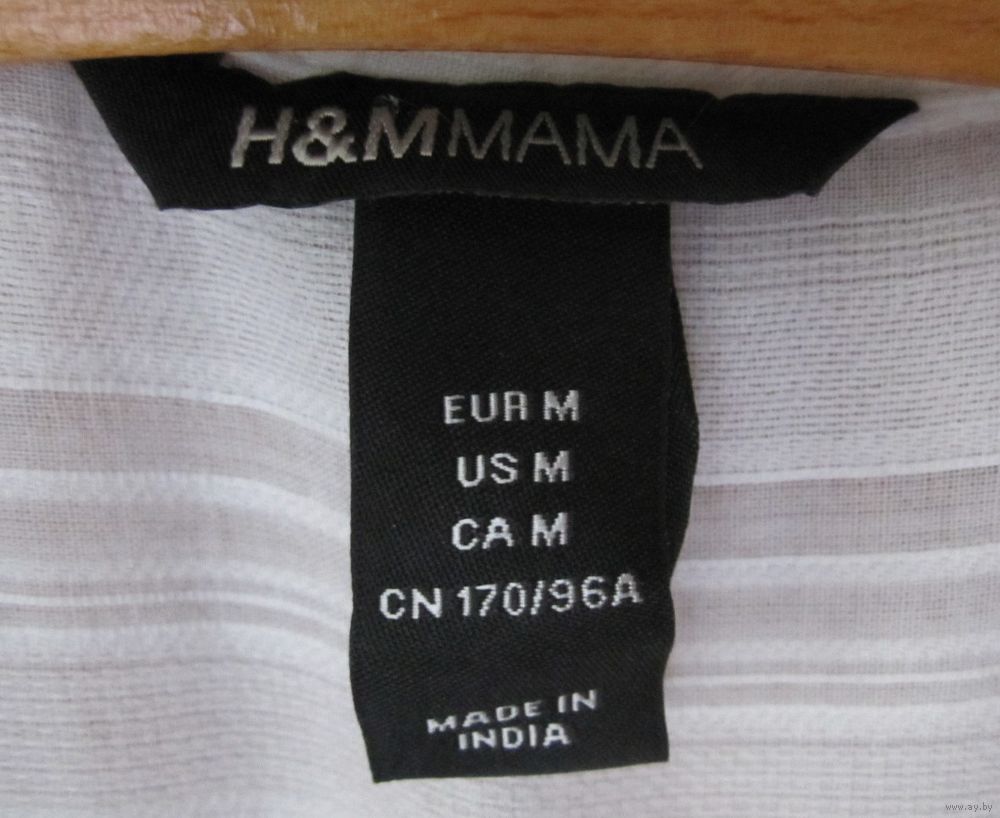 H&MMAMA
EUR M
US M
CA M
CN 170/96A
MADE IN
INDIA
www.ay.by